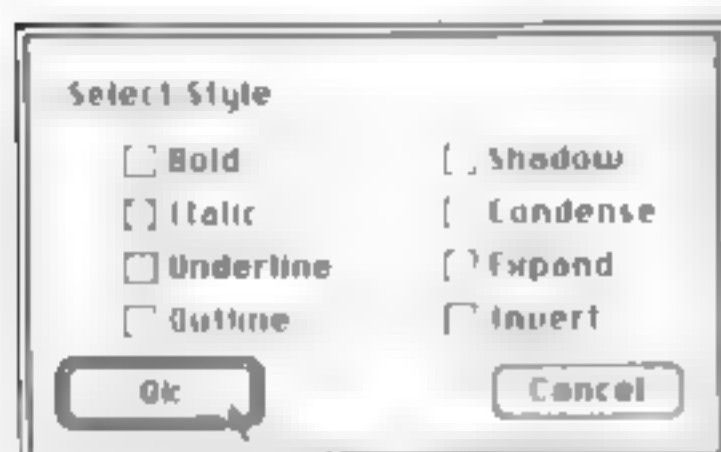 Select Style
Bold
Shadow
Italic
Condense
Underline
Expand
Outline
Invert
Ok
Cancel